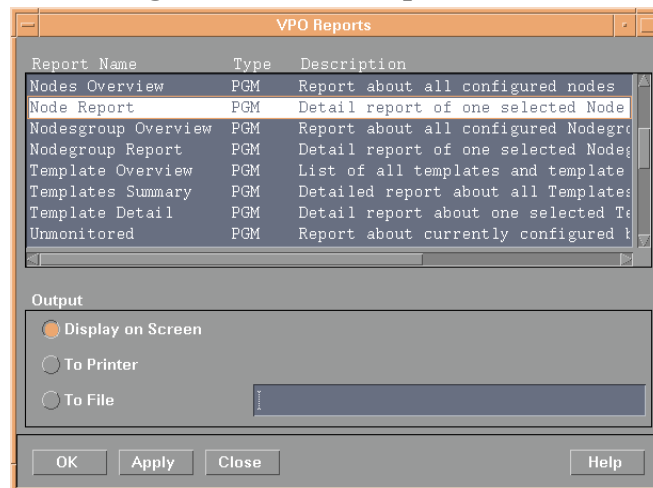 VPO Reports
Report Name Type Description
Nodes Overview PGM Report about all configured nodes
Node Report PGM Detail report of one selected Node
Nodesgroup Overview PGM Report about all configured Nodegro
Nodegroup Report PGM Detail report of one selected Nodeg
Template Overview PGM List of all templates and template
Templates Summary PGM Detailed report about all Templates
Template Detail PGM Detail report about one selected Te
Unmonitored PGM Report about currently configured
Output
Display on Screen
To Printer
To File
OK Apply Close Help